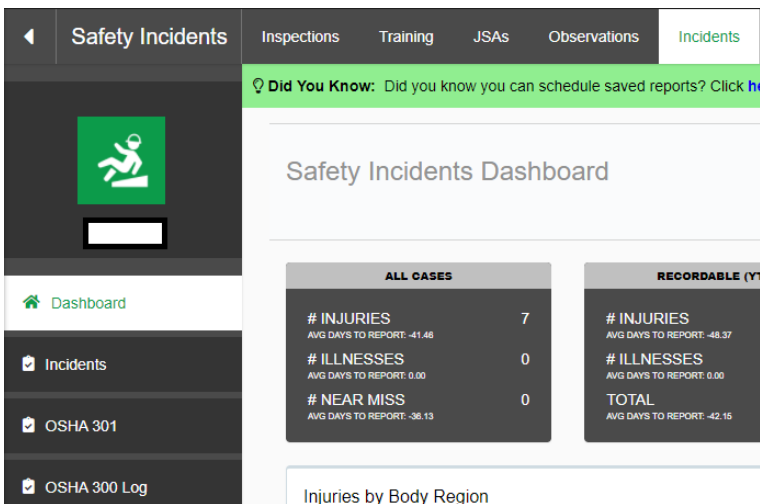 Safety Incidents
Inspections Training JSAs Observations Incidents
Did You Know: Did you know you can schedule saved reports? Click
Safety Incidents Dashboard
Dashboard
Incidents
OSHA 301
OSHA 300 Log
ALL CASES
# INJURIES 7
AVG DAYS TO REPORT: -41.46
# ILLNESSES 0
AVG DAYS TO REPORT: 0.00
# NEAR MISS 0
AVG DAYS TO REPORT: -36.13
RECORDABLE
# INJURIES
AVG DAYS TO REPORT: -48.37
# ILLNESSES
AVG DAYS TO REPORT: 0.00
TOTAL
AVG DAYS TO REPORT: -42.15
Injuries by Body Region